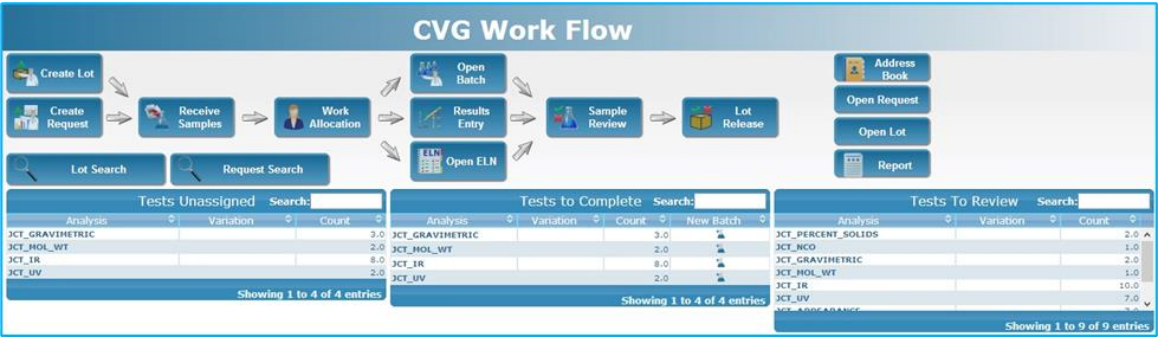 CVG Work Flow
Create Lot
Create Request
Receive Samples
Work Allocation
Open Batch
Results Entry
ELN
Open ELN
Sample Review
Lot Release
Address Book
Open Request
Open Lot
Report
Lot Search
Request Search
Tests Unassigned Search:
Analysis Variation Count
JCT_GRAVIMETRIC 3.0
JCT_MOL_WT 2.0
JCT_IR 8.0
JCT_UV 2.0
Showing 1 to 4 of 4 entries
Tests to Complete Search:
Analysis Variation Count New Batch
JCT_GRAVIMETRIC 3.0
JCT_MOL_WT 2.0
JCT_IR 8.0
JCT_UV 2.0
Showing 1 to 4 of 4 entries
Tests To Review Search:
Analysis Variation Count
JCT_PERCENT_SOLIDS 2.0
JCT_NCO 1.0
JCT_GRAVIMETRIC 2.0
JCT_MOL_WT 1.0
JCT_IR 10.0
JCT_UV 7.0
Showing 1 to 9 of 9 entries